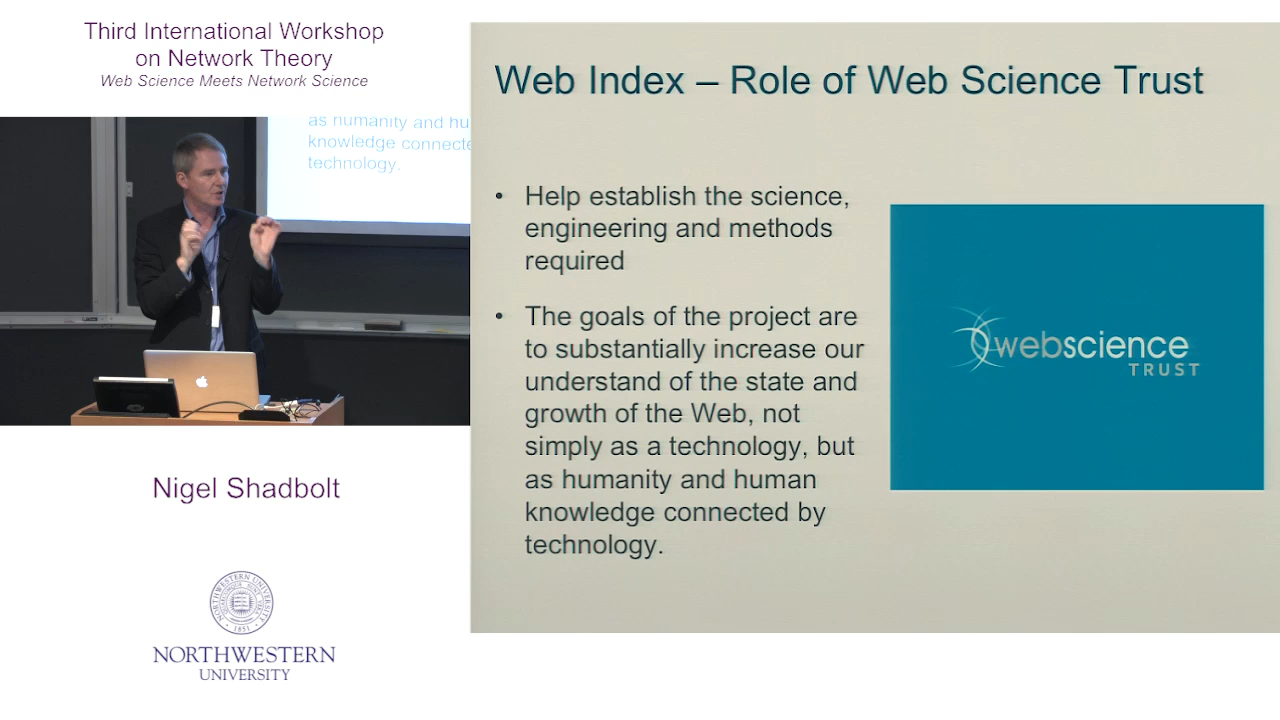 Third International Workshop
on Network Theory
Web Science Meets Network Science
as humanity and hu
knowledge connecte
technology.
Nigel Shadbolt
NORTHWESTERN
UNIVERSITY
Web Index – Role of Web Science Trust
• Help establish the science,
engineering and methods
required
• The goals of the project are
to substantially increase our
understand of the state and
growth of the Web, not
simply as a technology, but
as humanity and human
knowledge connected by
technology.
webscience
TRUST
NORTHWESTERN UNIVERSITY
1851